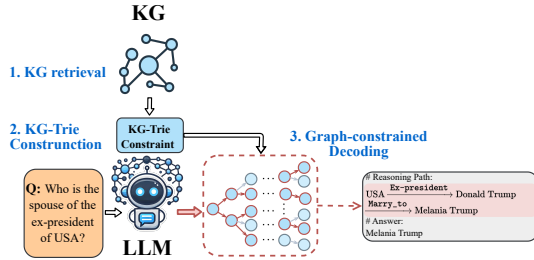 KG
1. KG retrieval
2. KG-Trie
Construnction
KG-Trie
Constraint
3. Graph-constrained
Decoding
Q: Who is the
spouse of the
ex-president
of USA?
LLM
# Reasoning Path:
Ex-president
USA Donald Trump
Marry_to
Melania Trump
# Answer:
Melania Trump